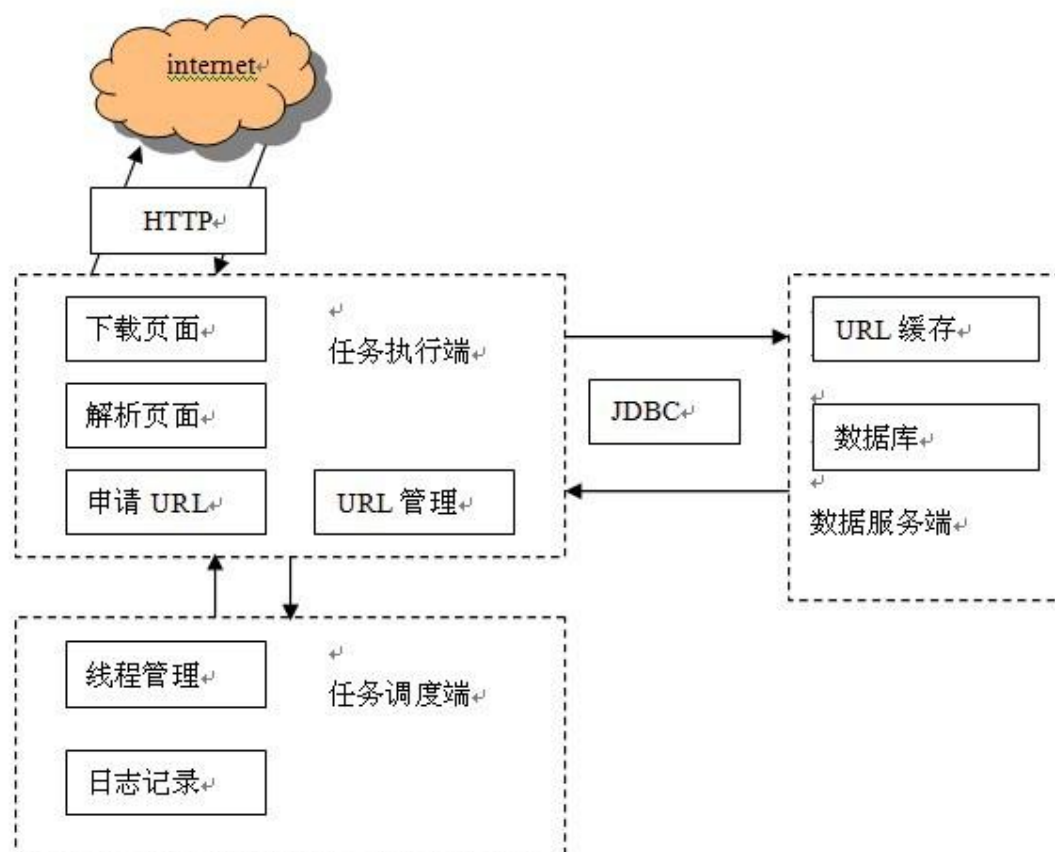 internet
HTTP
下载页面
任务执行端
解析页面
申请 URL
URL 管理
JDBC
URL 缓存
数据库
数据服务端
线程管理
任务调度端
日志记录